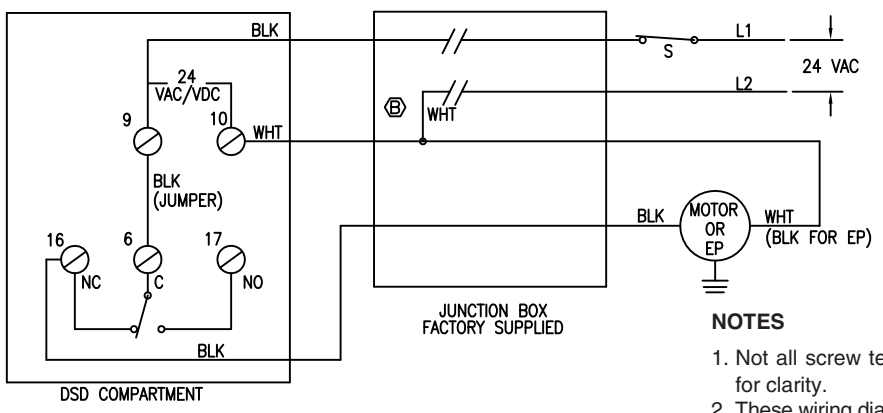 BLK
L1
S
24 VAC
24
VAC/VDC
L2
B
WHT
9
10
WHT
BLK
(JUMPER)
BLK
MOTOR
OR
EP
WHT
(BLK FOR EP)
16
6
17
NC
C
NO
BLK
JUNCTION BOX
FACTORY SUPPLIED
DSD COMPARTMENT
NOTES
1. Not all screw te
for clarity.
2. These wiring dia